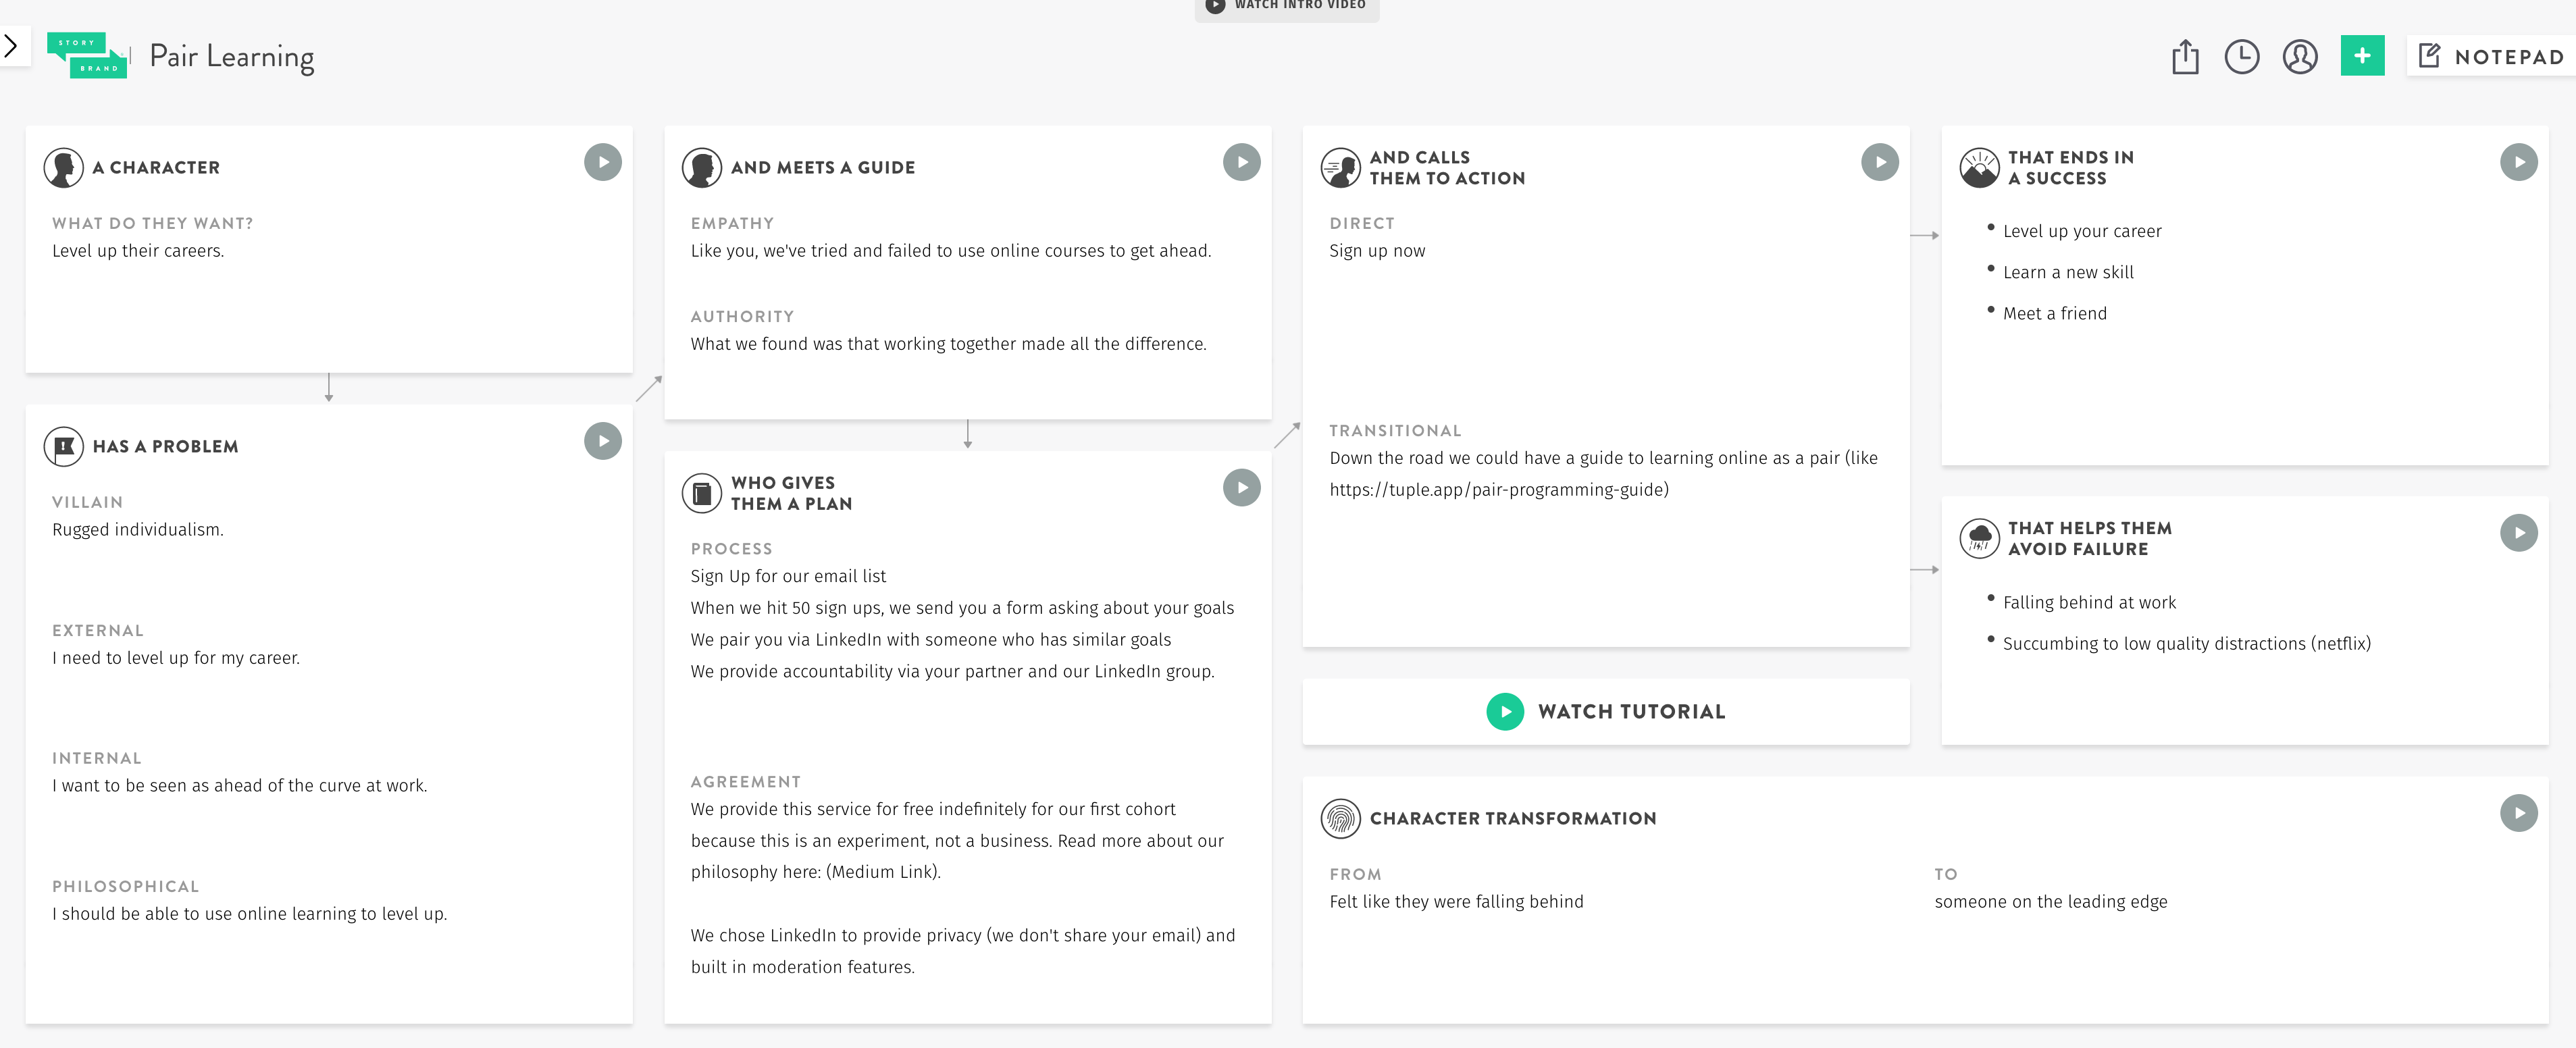 WATCH INTRO VIDEO
STORY
BRAND
Pair Learning
NOTEPAD
A CHARACTER
WHAT DO THEY WANT?
Level up their careers.
HAS A PROBLEM
VILLAIN
Rugged individualism.
EXTERNAL
I need to level up for my career.
INTERNAL
I want to be seen as ahead of the curve at work.
PHILOSOPHICAL
I should be able to use online learning to level up.
AND MEETS A GUIDE
EMPATHY
Like you, we've tried and failed to use online courses to get ahead.
AUTHORITY
What we found was that working together made all the difference.
WHO GIVES
THEM A PLAN
PROCESS
Sign Up for our email list
When we hit 50 sign ups, we send you a form asking about your goals
We pair you via LinkedIn with someone who has similar goals
We provide accountability via your partner and our LinkedIn group.
AGREEMENT
We provide this service for free indefinitely for our first cohort
because this is an experiment, not a business. Read more about our
philosophy here: (Medium Link).
We chose LinkedIn to provide privacy (we don't share your email) and
built in moderation features.
AND CALLS
THEM TO ACTION
DIRECT
Sign up now
TRANSITIONAL
Down the road we could have a guide to learning online as a pair (like
https://tuple.app/pair-programming-guide)
WATCH TUTORIAL
THAT ENDS IN
A SUCCESS
• Level up your career
• Learn a new skill
• Meet a friend
THAT HELPS THEM
AVOID FAILURE
• Falling behind at work
• Succumbing to low quality distractions (netflix)
CHARACTER TRANSFORMATION
FROM
Felt like they were falling behind
TO
someone on the leading edge